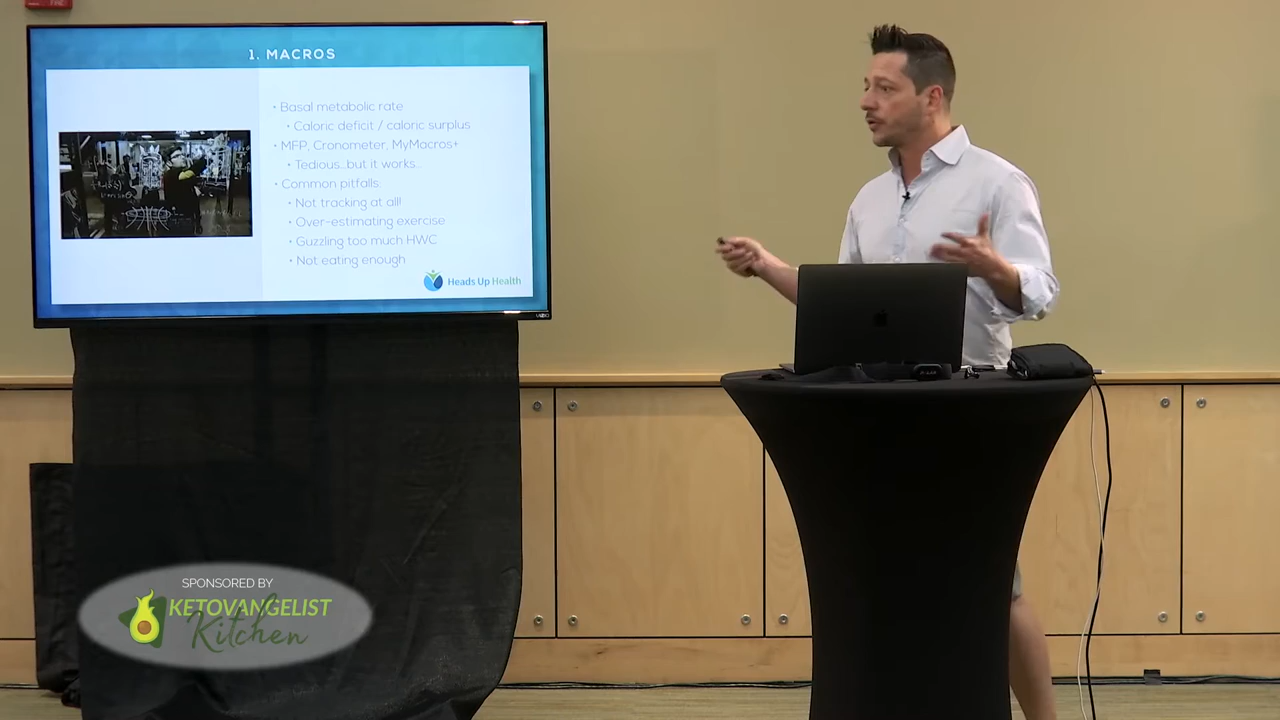 1. MACROS
• Basal metabolic rate
• Caloric deficit / caloric surplus
• MFP, Cronometer, MyMacros+
• Tedious...but it works...
• Common pitfalls:
• Not tracking at all!
• Over-estimating exercise
• Guzzling too much HWC
• Not eating enough
Heads Up Health
VIZIO
SPONSORED BY
KETOVANGELIST
Kitchen